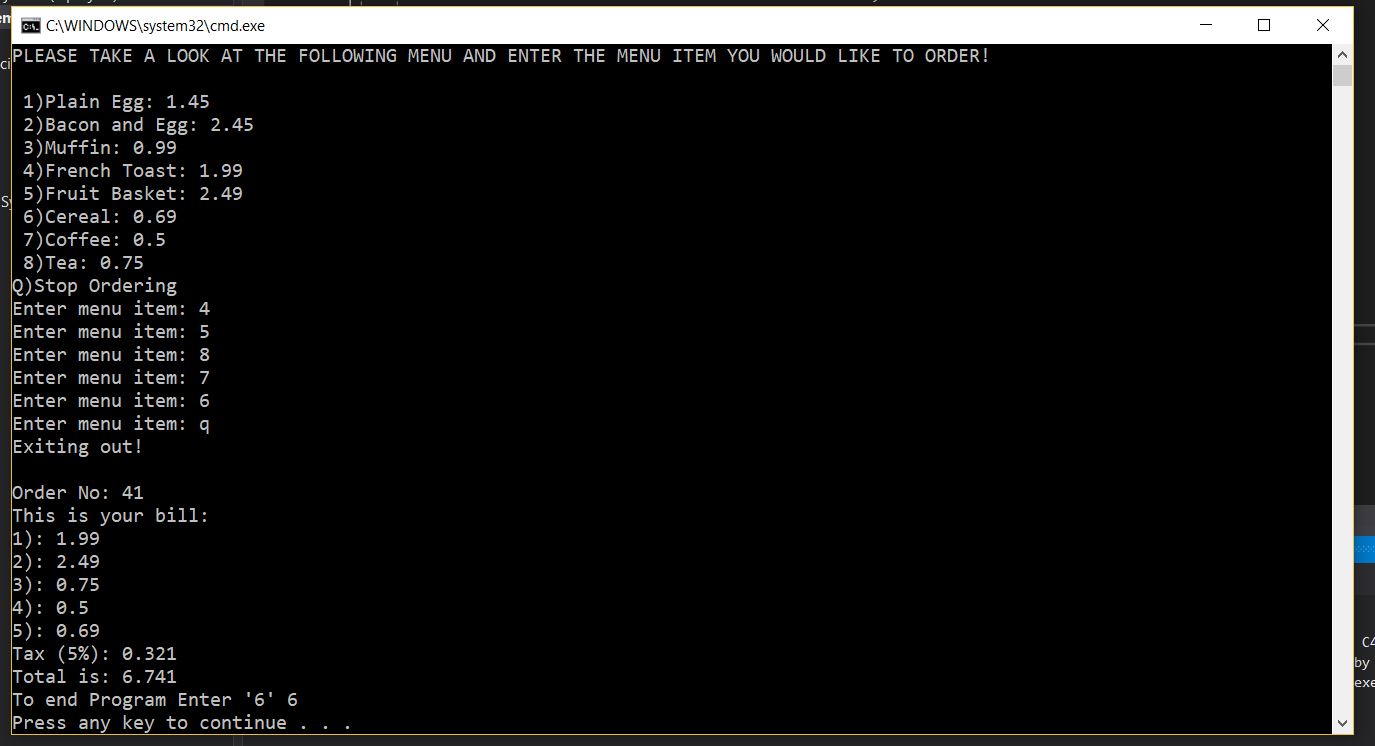 C:\WINDOWS\system32\cmd.exe
PLEASE TAKE A LOOK AT THE FOLLOWING MENU AND ENTER THE MENU ITEM YOU WOULD LIKE TO ORDER!
1)Plain Egg: 1.45
2)Bacon and Egg: 2.45
3)Muffin: 0.99
4)French Toast: 1.99
5)Fruit Basket: 2.49
6)Cereal: 0.69
7)Coffee: 0.5
8)Tea: 0.75
Q)Stop Ordering
Enter menu item: 4
Enter menu item: 5
Enter menu item: 8
Enter menu item: 7
Enter menu item: 6
Enter menu item: q
Exiting out!
Order No: 41
This is your bill:
1): 1.99
2): 2.49
3): 0.75
4): 0.5
5): 0.69
Tax (5%): 0.321
Total is: 6.741
To end Program Enter '6' 6
Press any key to continue . . .
by